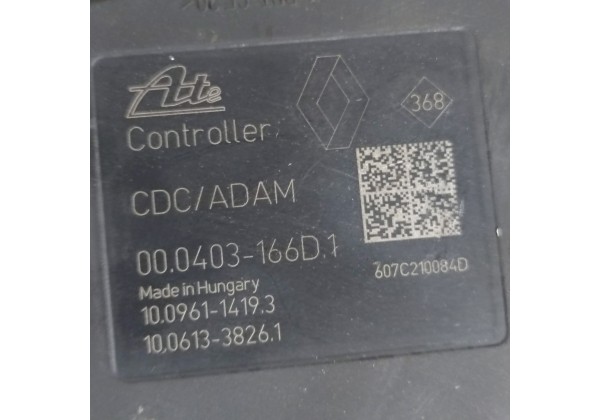 Ate
368
Controller
CDC/ADAM
00.0403-166D.1
607C210084D
Made in Hungary
10.0961-1419.3
10.0613-3826.1